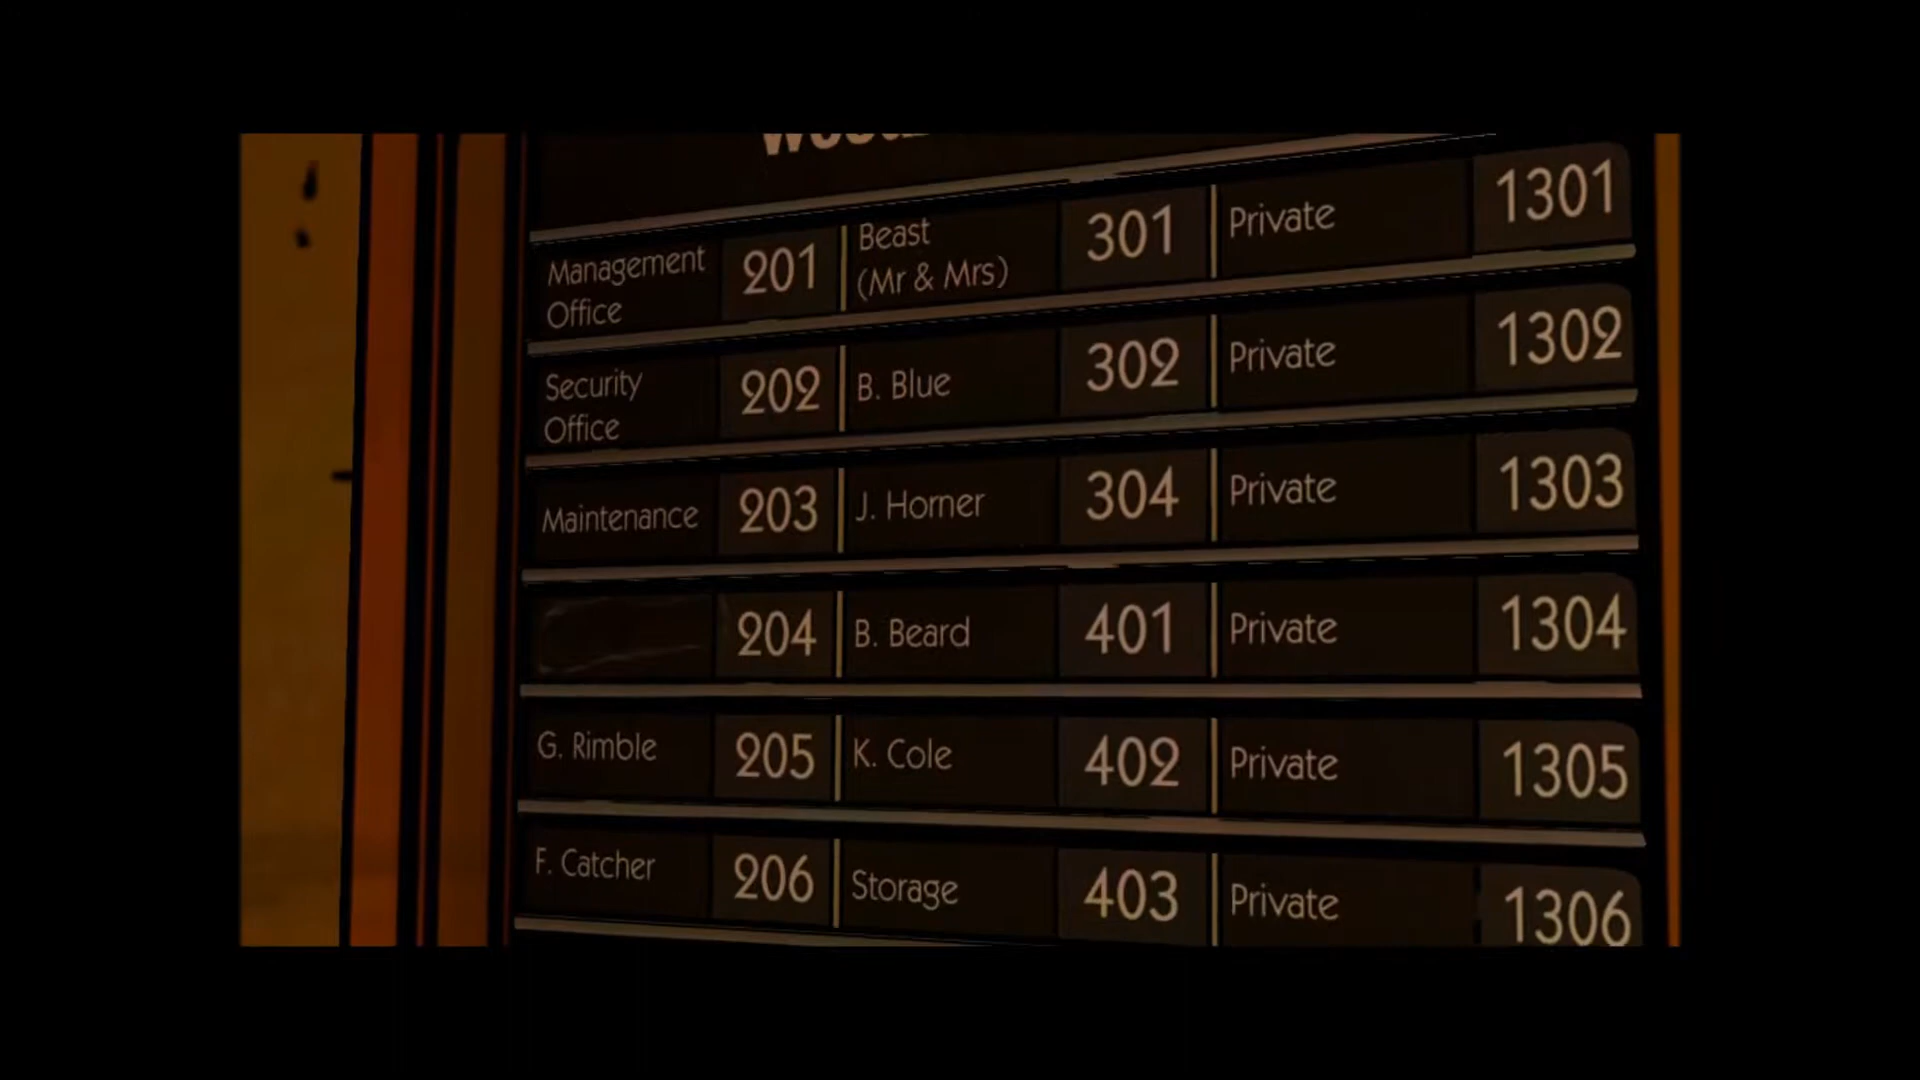 Management
Office
201
Beast
(Mr & Mrs)
301
Private
1301
Security
Office
202
B. Blue
302
Private
1302
Maintenance
203
J. Horner
304
Private
1303
204
B. Beard
401
Private
1304
G. Rimble
205
K. Cole
402
Private
1305
F. Catcher
206
Storage
403
Private
1306